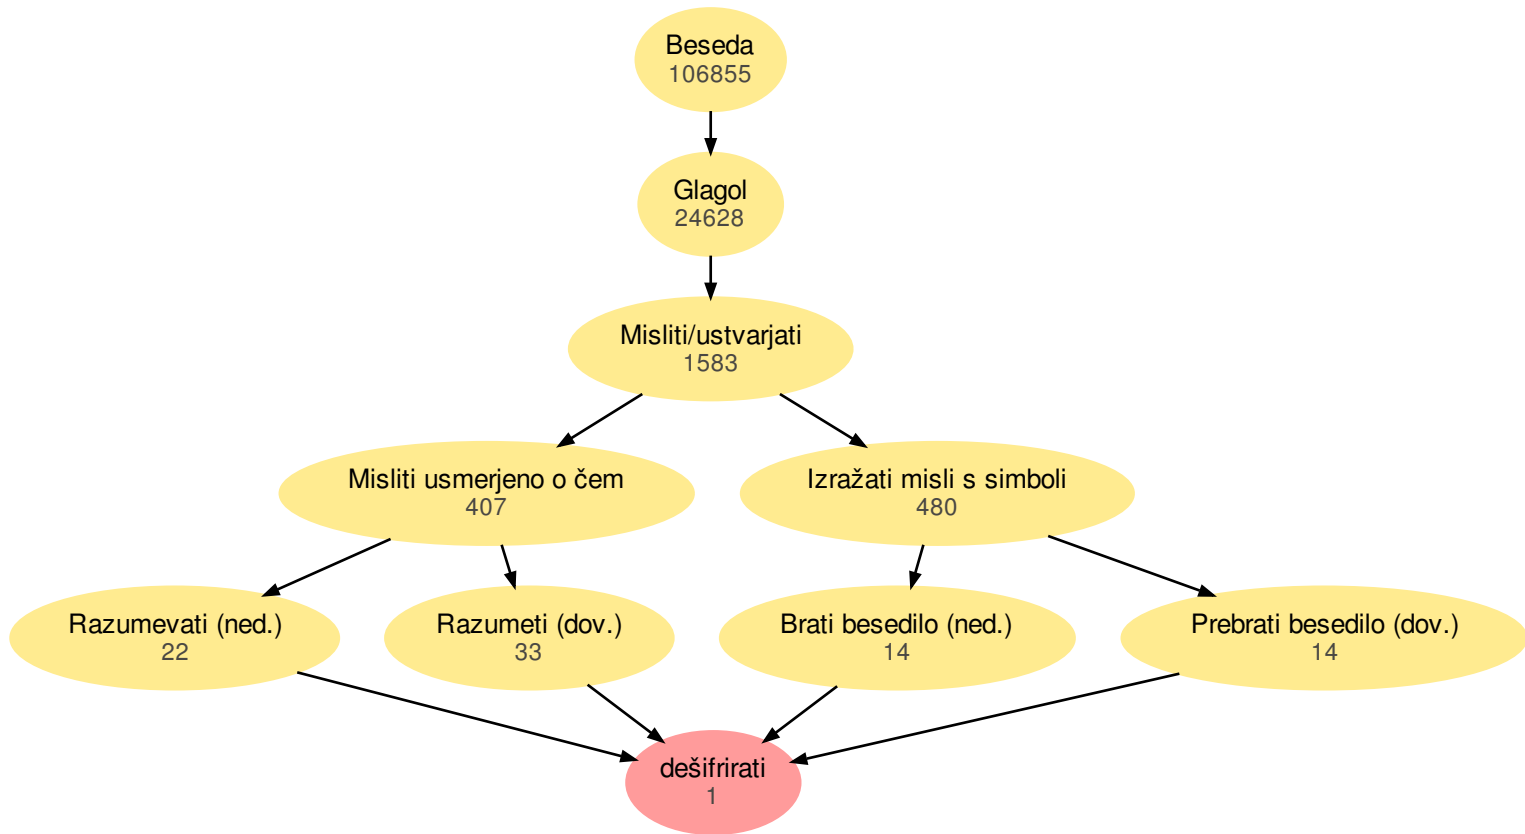 Beseda
106855
Glagol
24628
Misliti/ustvarjati
1583
Misliti usmerjeno o čem
407
Izražati misli s simboli
480
Razumevati (ned.)
22
Razumeti (dov.)
33
Brati besedilo (ned.)
14
Prebrati besedilo (dov.)
14
dešifrirati
1